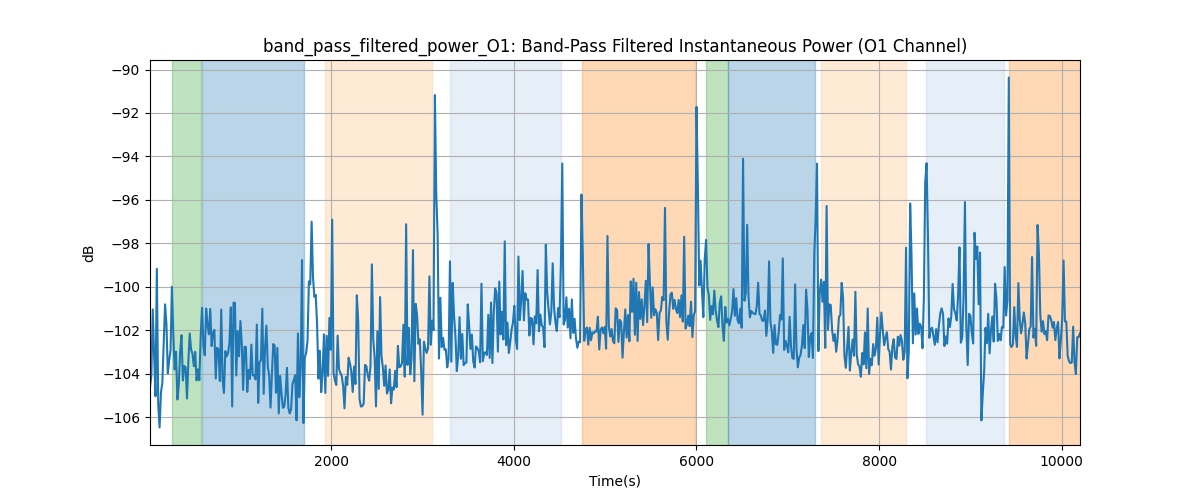 band_pass_filtered_power_O1: Band-Pass Filtered Instantaneous Power (O1 Channel)
−90
−92
−94
−96
−98
−100
−102
−104
−106
dB
2000 4000 6000 8000 10000
Time(s)